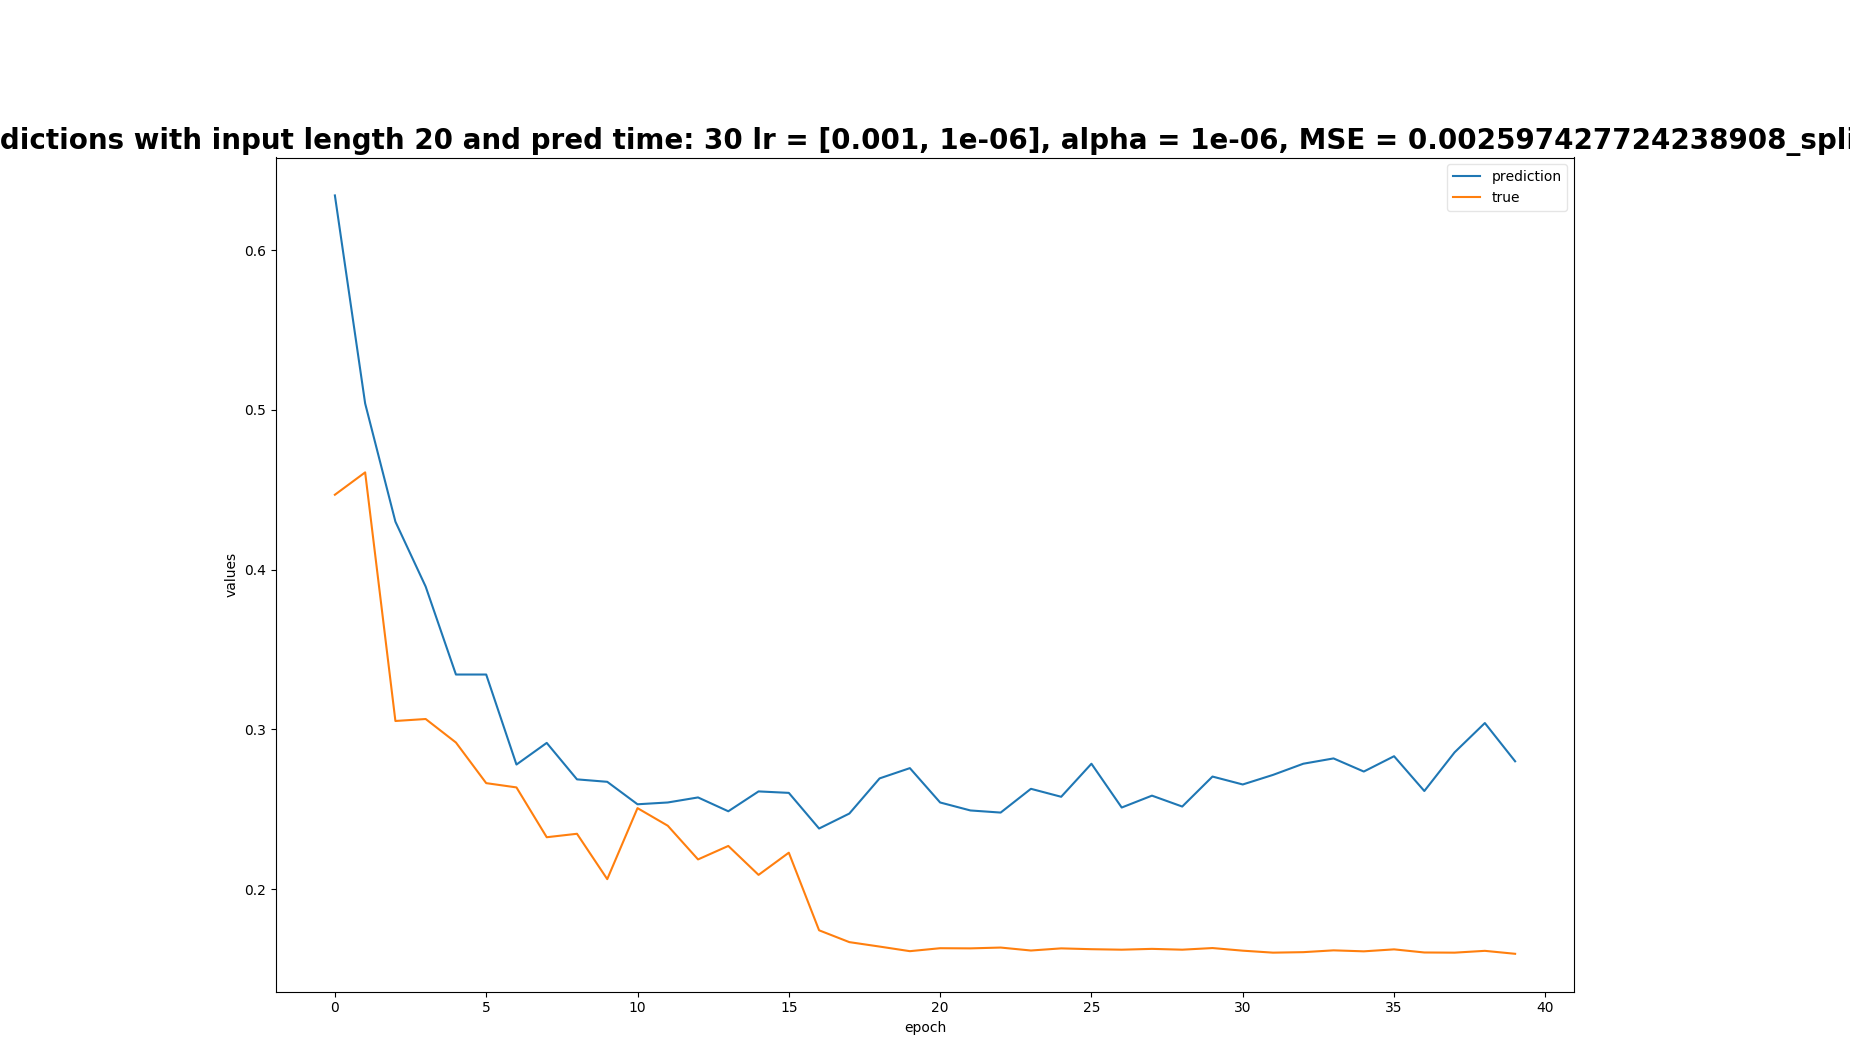 dictions with input length 20 and pred time: 30 lr = [0.001, 1e-06], alpha = 1e-06, MSE = 0.002597427724238908_spli
prediction
true
0.6
0.5
0.4
0.3
0.2
values
0 5 10 15 20 25 30 35 40
epoch